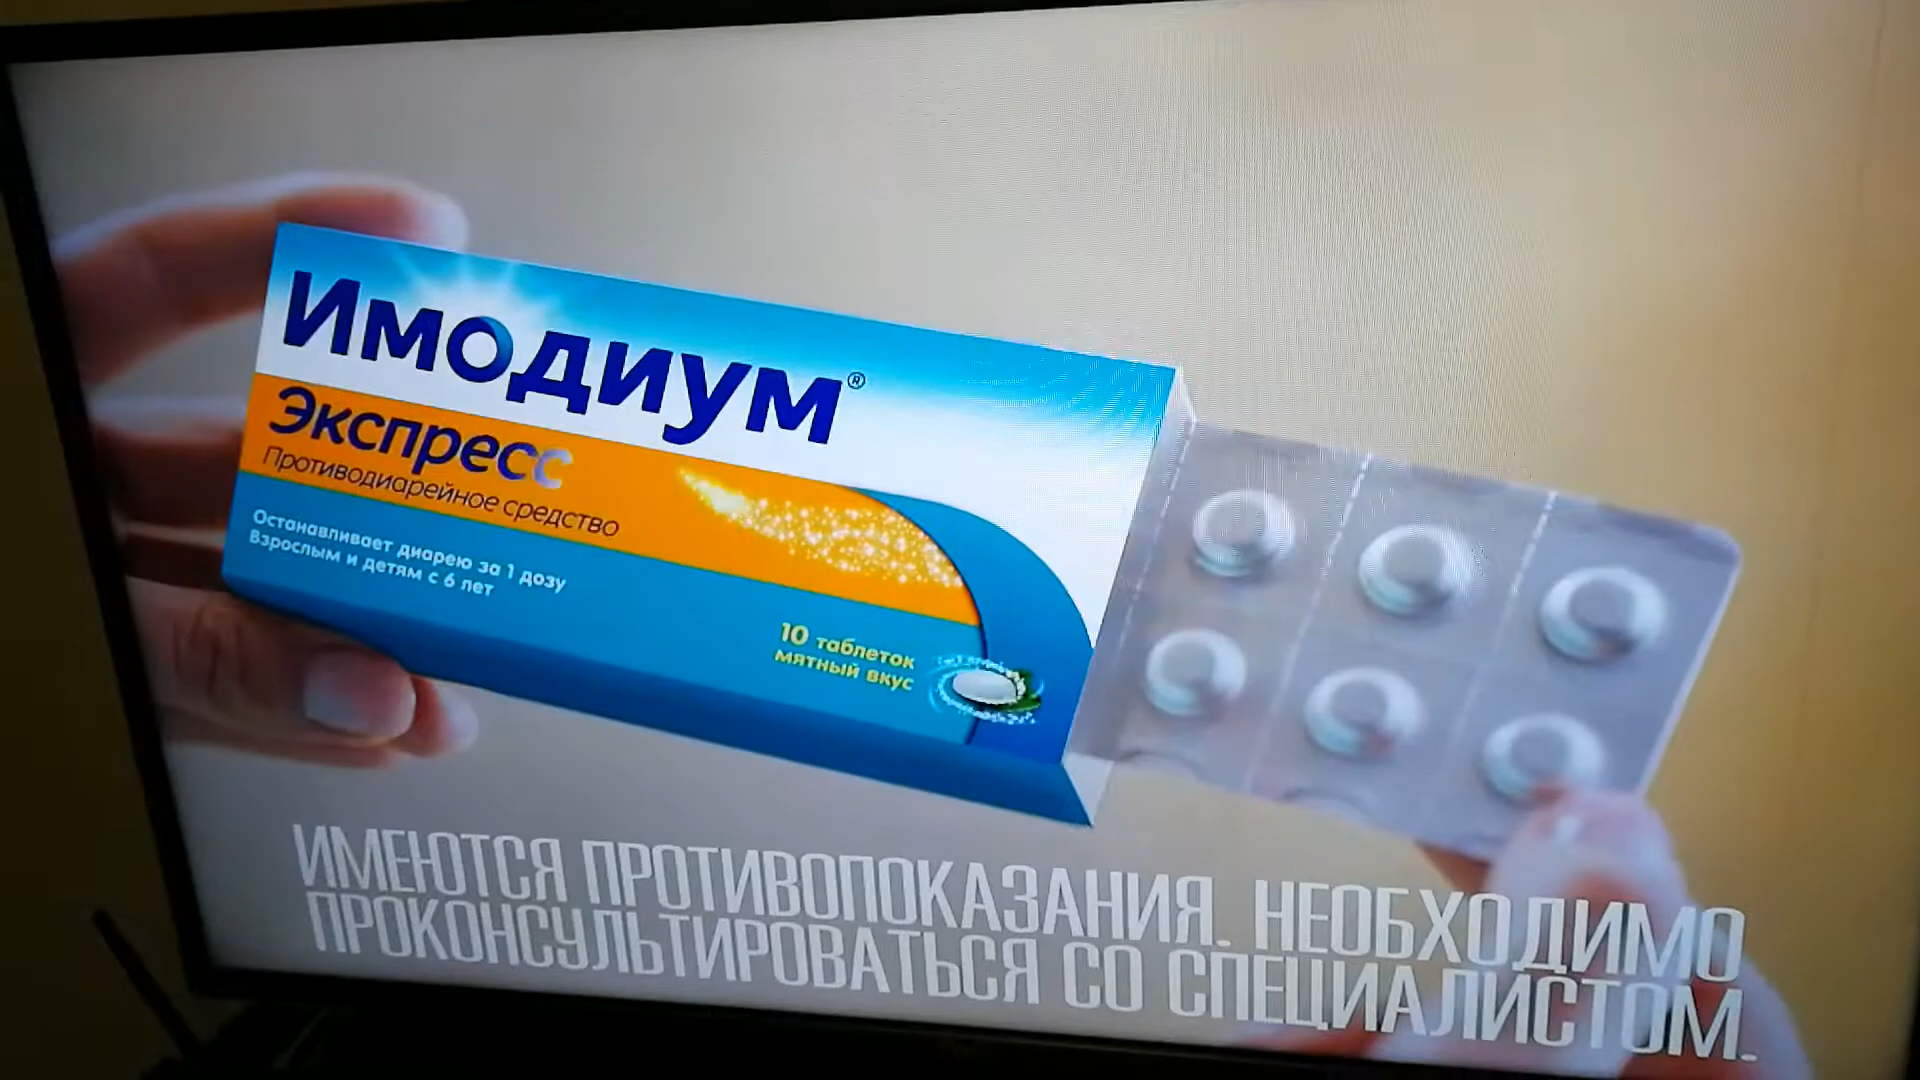 Имодиум®
Экспресс
Противодиарейное средство
Останавливает диарею за 1 дозу
Взрослым и детям с 6 лет
10 таблеток
мятный вкус
ИМЕЮТСЯ ПРОТИВОПОКАЗАНИЯ. НЕОБХОДИМО
ПРОКОНСУЛЬТИРОВАТЬСЯ СО СПЕЦИАЛИСТОМ.